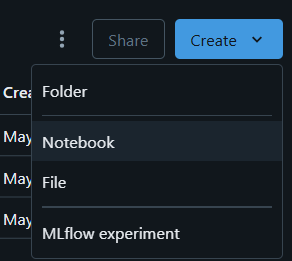 Share
Create
Crea
Folder
May
Notebook
May
File
May
MLflow experiment